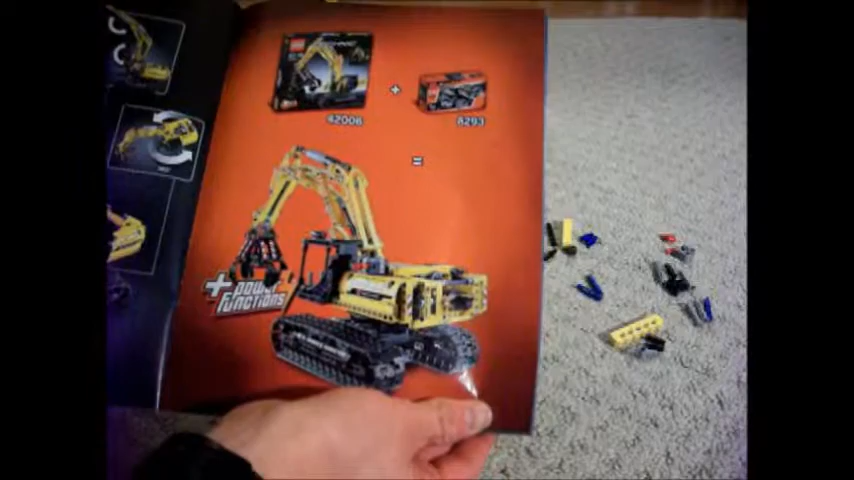 +
42006
8293
=
+ power
functions